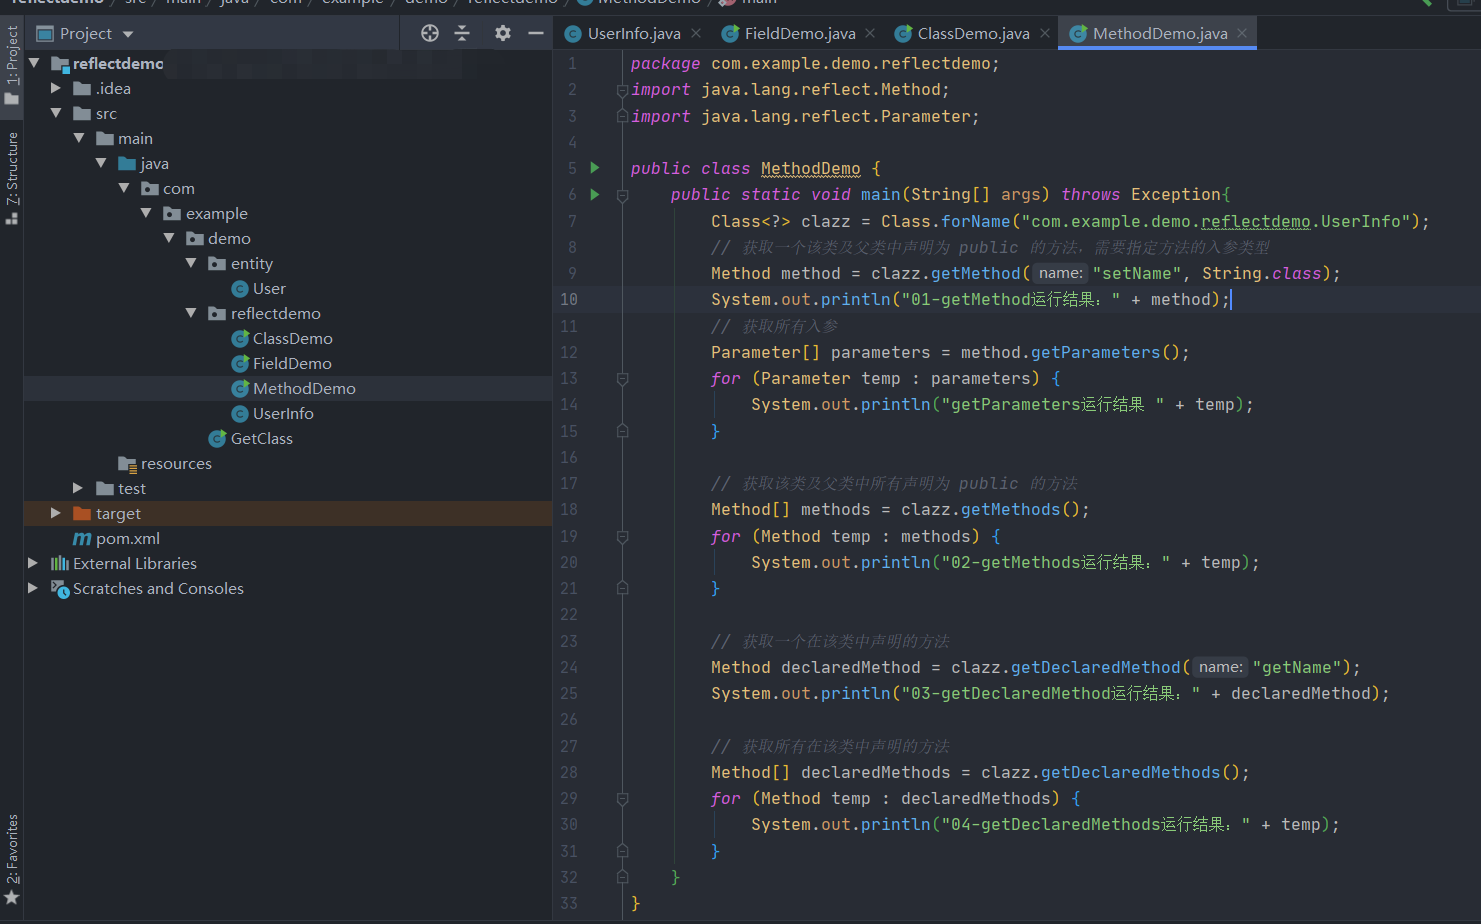 reflectdemo / src / main / java / com / example / demo / reflectdemo / MethodDemo / main
Project
UserInfo.java
FieldDemo.java
ClassDemo.java
MethodDemo.java
1: Project
7: Structure
2: Favorites
reflectdemo
.idea
src
main
java
com
example
demo
entity
User
reflectdemo
ClassDemo
FieldDemo
MethodDemo
UserInfo
GetClass
resources
test
target
pom.xml
External Libraries
Scratches and Consoles
1 package com.example.demo.reflectdemo;
2 import java.lang.reflect.Method;
3 import java.lang.reflect.Parameter;
4
5 public class MethodDemo {
6 public static void main(String[] args) throws Exception{
7 Class<?> clazz = Class.forName("com.example.demo.reflectdemo.UserInfo");
8 // 获取一个该类及父类中声明为 public 的方法，需要指定方法的入参类型
9 Method method = clazz.getMethod( name: "setName", String.class);
10 System.out.println("01-getMethod运行结果：" + method);
11 // 获取所有入参
12 Parameter[] parameters = method.getParameters();
13 for (Parameter temp : parameters) {
14 System.out.println("getParameters运行结果 " + temp);
15 }
16
17 // 获取该类及父类中所有声明为 public 的方法
18 Method[] methods = clazz.getMethods();
19 for (Method temp : methods) {
20 System.out.println("02-getMethods运行结果：" + temp);
21 }
22
23 // 获取一个在该类中声明的方法
24 Method declaredMethod = clazz.getDeclaredMethod( name: "getName");
25 System.out.println("03-getDeclaredMethod运行结果：" + declaredMethod);
26
27 // 获取所有在该类中声明的方法
28 Method[] declaredMethods = clazz.getDeclaredMethods();
29 for (Method temp : declaredMethods) {
30 System.out.println("04-getDeclaredMethods运行结果：" + temp);
31 }
32 }
33 }